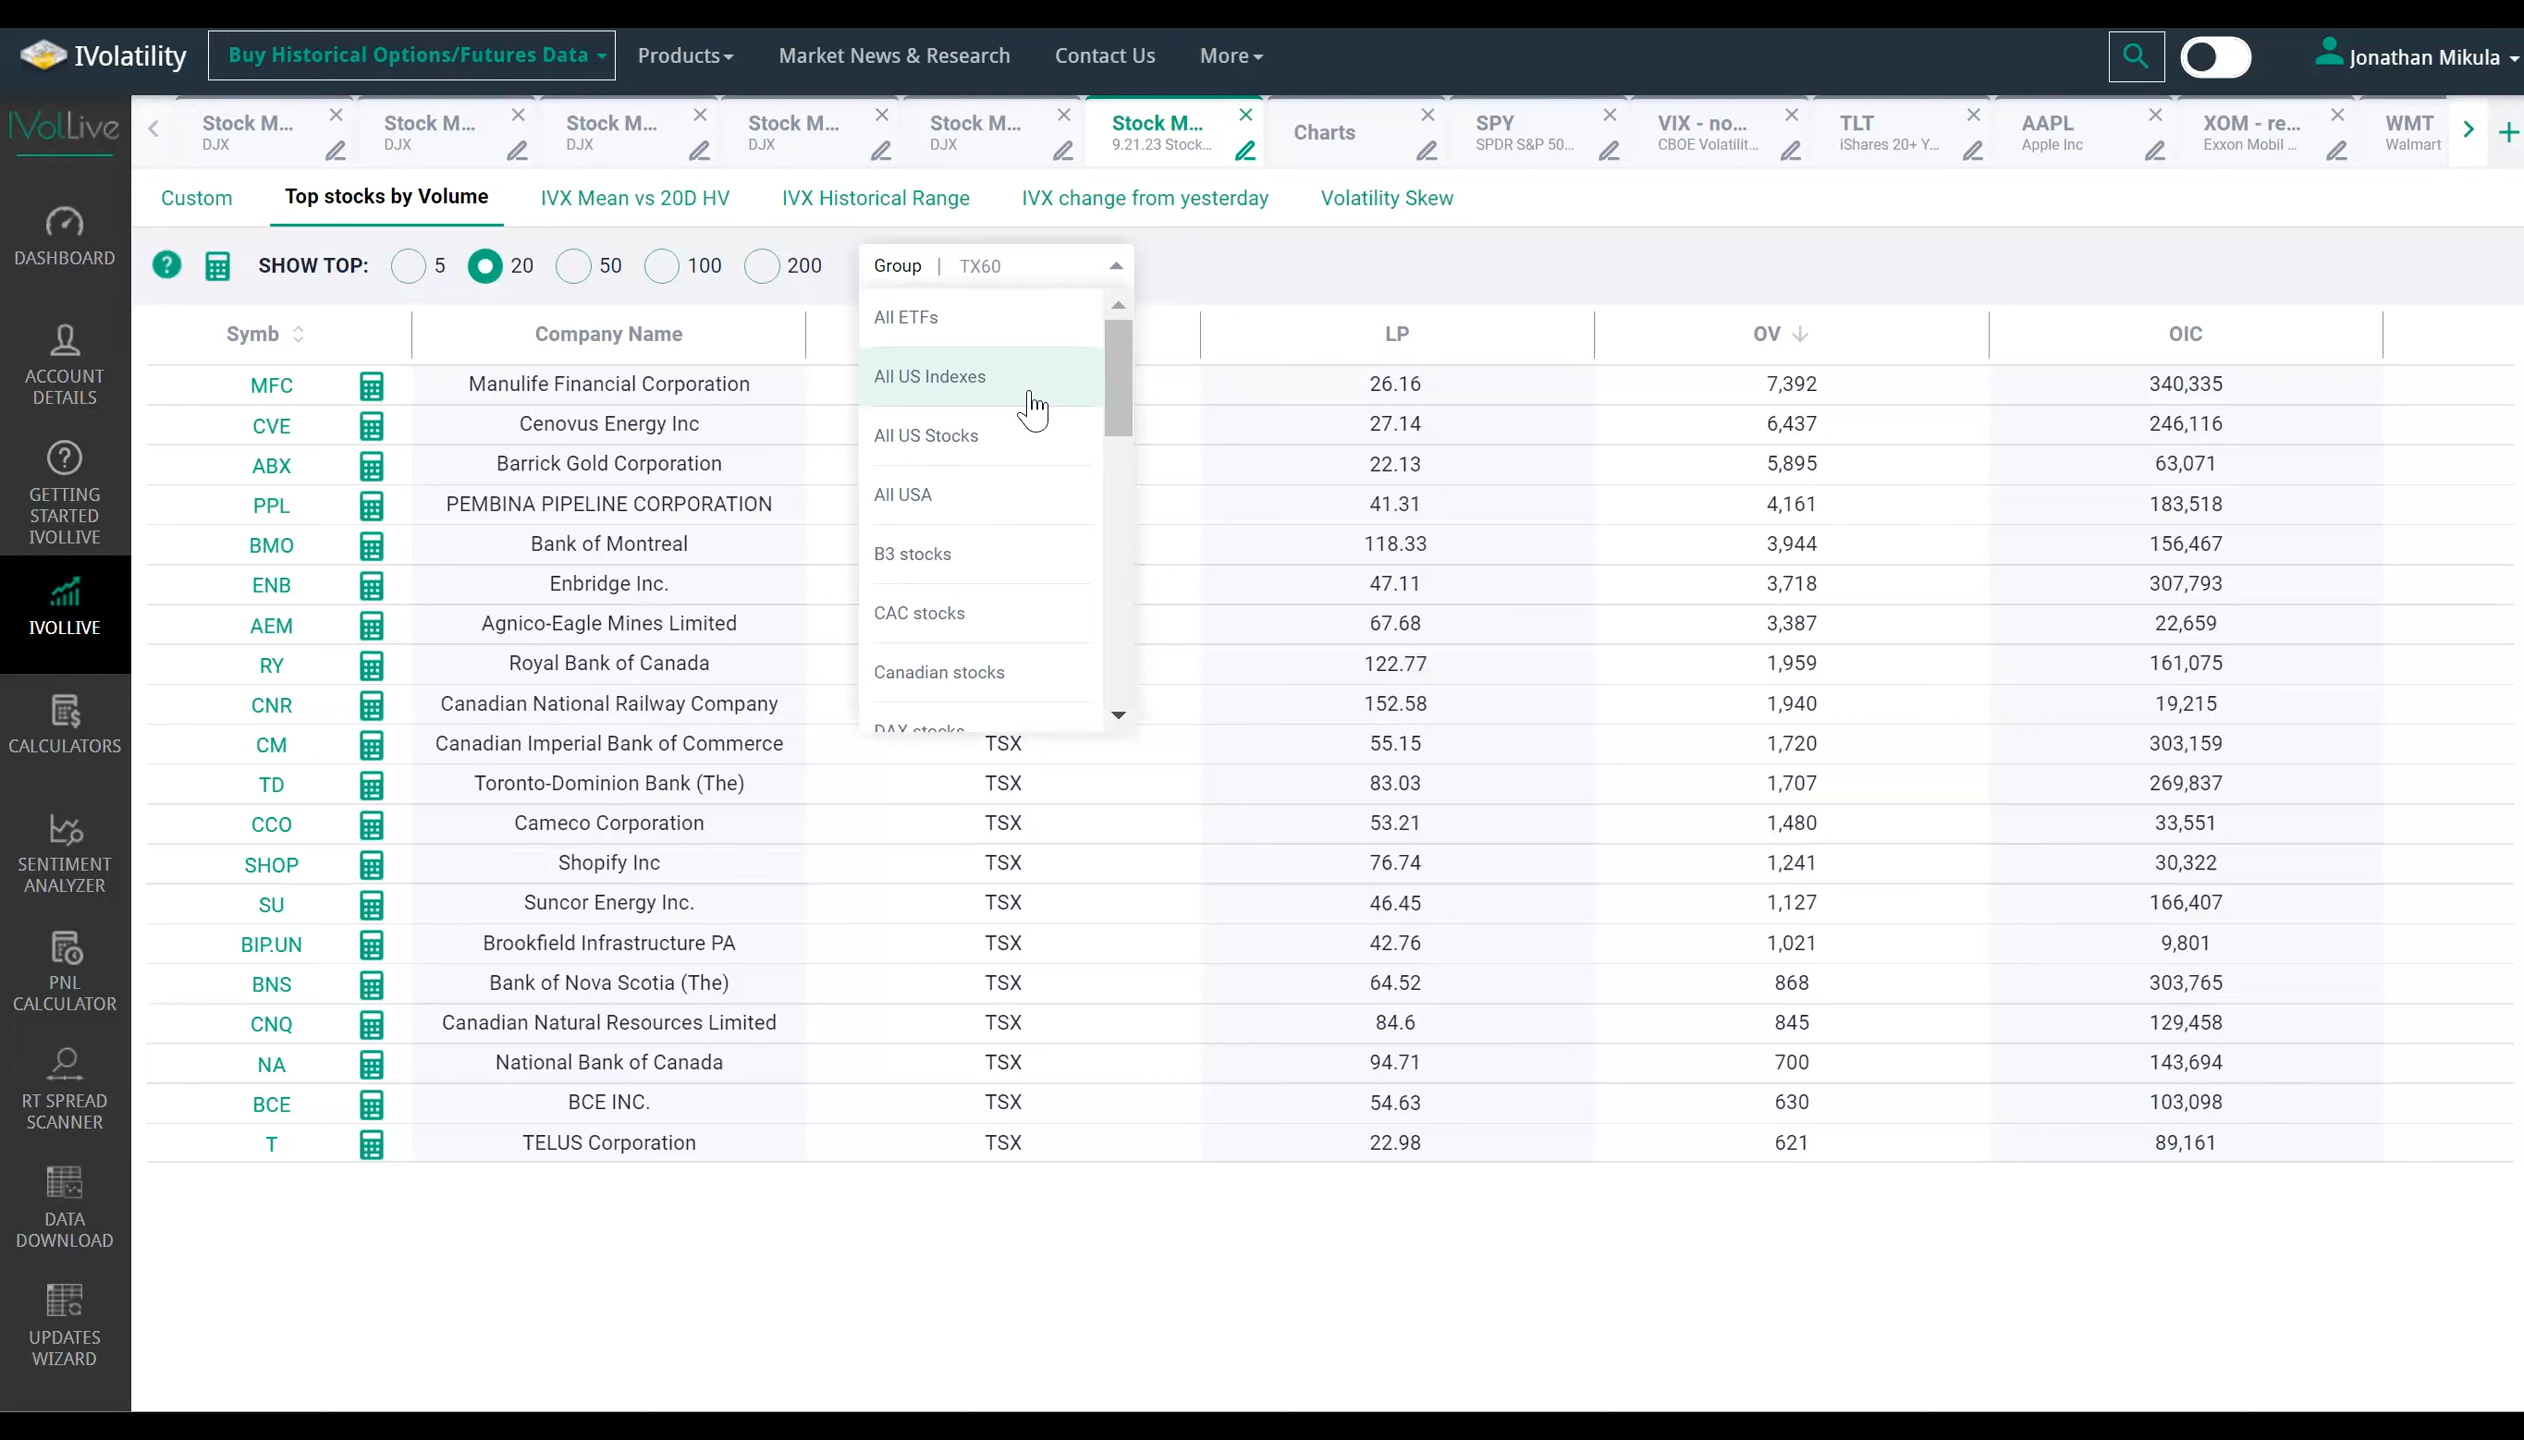 IVolatility
Buy Historical Options/Futures Data
Products
Market News & Research
Contact Us
More
Jonathan Mikula
IVolLive
Stock M...
DJX
Stock M...
DJX
Stock M...
DJX
Stock M...
DJX
Stock M...
DJX
Stock M...
9.21.23 Stock...
Charts
SPY
SPDR S&P 50...
VIX - no...
CBOE Volatilit...
TLT
iShares 20+ Y...
AAPL
Apple Inc
XOM - re...
Exxon Mobil ...
WMT
Walmart
Custom
Top stocks by Volume
IVX Mean vs 20D HV
IVX Historical Range
IVX change from yesterday
Volatility Skew
DASHBOARD
ACCOUNT
DETAILS
GETTING
STARTED
IVOLLIVE
IVOLLIVE
CALCULATORS
SENTIMENT
ANALYZER
PNL
CALCULATOR
RT SPREAD
SCANNER
DATA
DOWNLOAD
UPDATES
WIZARD
? SHOW TOP: 5 20 50 100 200
Group | TX60
All ETFs
All US Indexes
All US Stocks
All USA
B3 stocks
CAC stocks
Canadian stocks
DAX stocks
Symb Company Name LP OV OIC
MFC Manulife Financial Corporation 26.16 7,392 340,335
CVE Cenovus Energy Inc 27.14 6,437 246,116
ABX Barrick Gold Corporation 22.13 5,895 63,071
PPL PEMBINA PIPELINE CORPORATION 41.31 4,161 183,518
BMO Bank of Montreal 118.33 3,944 156,467
ENB Enbridge Inc. 47.11 3,718 307,793
AEM Agnico-Eagle Mines Limited 67.68 3,387 22,659
RY Royal Bank of Canada 122.77 1,959 161,075
CNR Canadian National Railway Company 152.58 1,940 19,215
CM Canadian Imperial Bank of Commerce TSX 55.15 1,720 303,159
TD Toronto-Dominion Bank (The) TSX 83.03 1,707 269,837
CCO Cameco Corporation TSX 53.21 1,480 33,551
SHOP Shopify Inc TSX 76.74 1,241 30,322
SU Suncor Energy Inc. TSX 46.45 1,127 166,407
BIP.UN Brookfield Infrastructure PA TSX 42.76 1,021 9,801
BNS Bank of Nova Scotia (The) TSX 64.52 868 303,765
CNQ Canadian Natural Resources Limited TSX 84.6 845 129,458
NA National Bank of Canada TSX 94.71 700 143,694
BCE BCE INC. TSX 54.63 630 103,098
T TELUS Corporation TSX 22.98 621 89,161